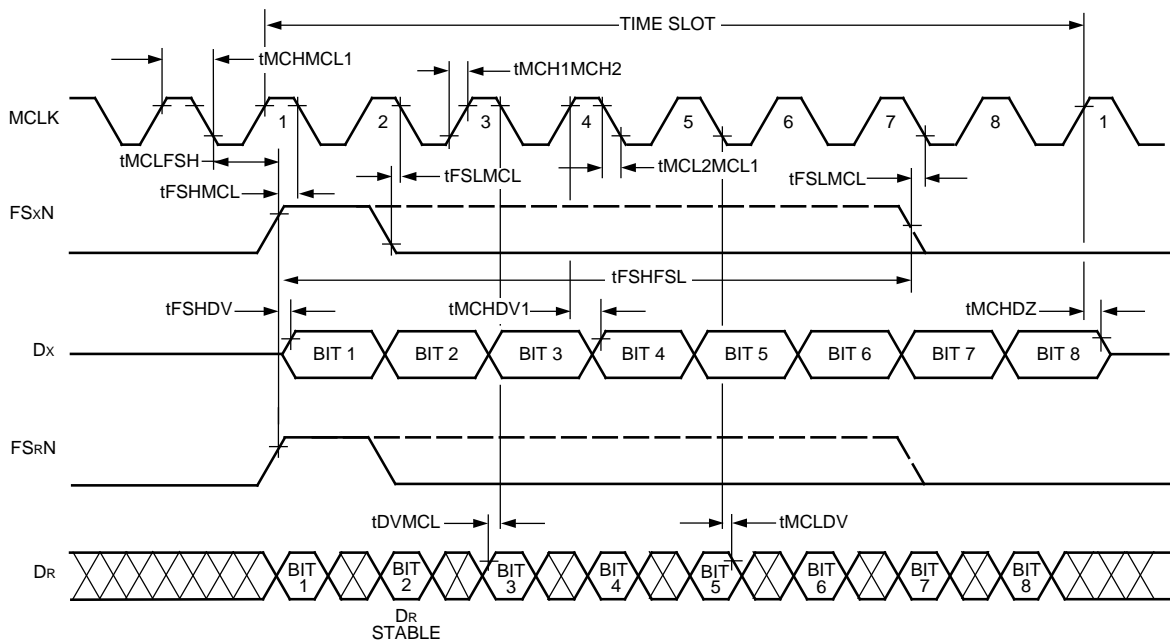 TIME SLOT
tMCHMCL1
tMCH1MCH2
MCLK
1 2 3 4 5 6 7 8 1
tMCLFSH
tFSHMCL
tFSLMCL
tMCL2MCL1
tFSLMCL
FSXN
tFSHFSL
tFSHDV
tMCHDV1
tMCHDZ
DX
BIT 1 BIT 2 BIT 3 BIT 4 BIT 5 BIT 6 BIT 7 BIT 8
FSRN
tDVMCL
tMCLDV
DR
BIT 1 BIT 2 BIT 3 BIT 4 BIT 5 BIT 6 BIT 7 BIT 8
DR
STABLE